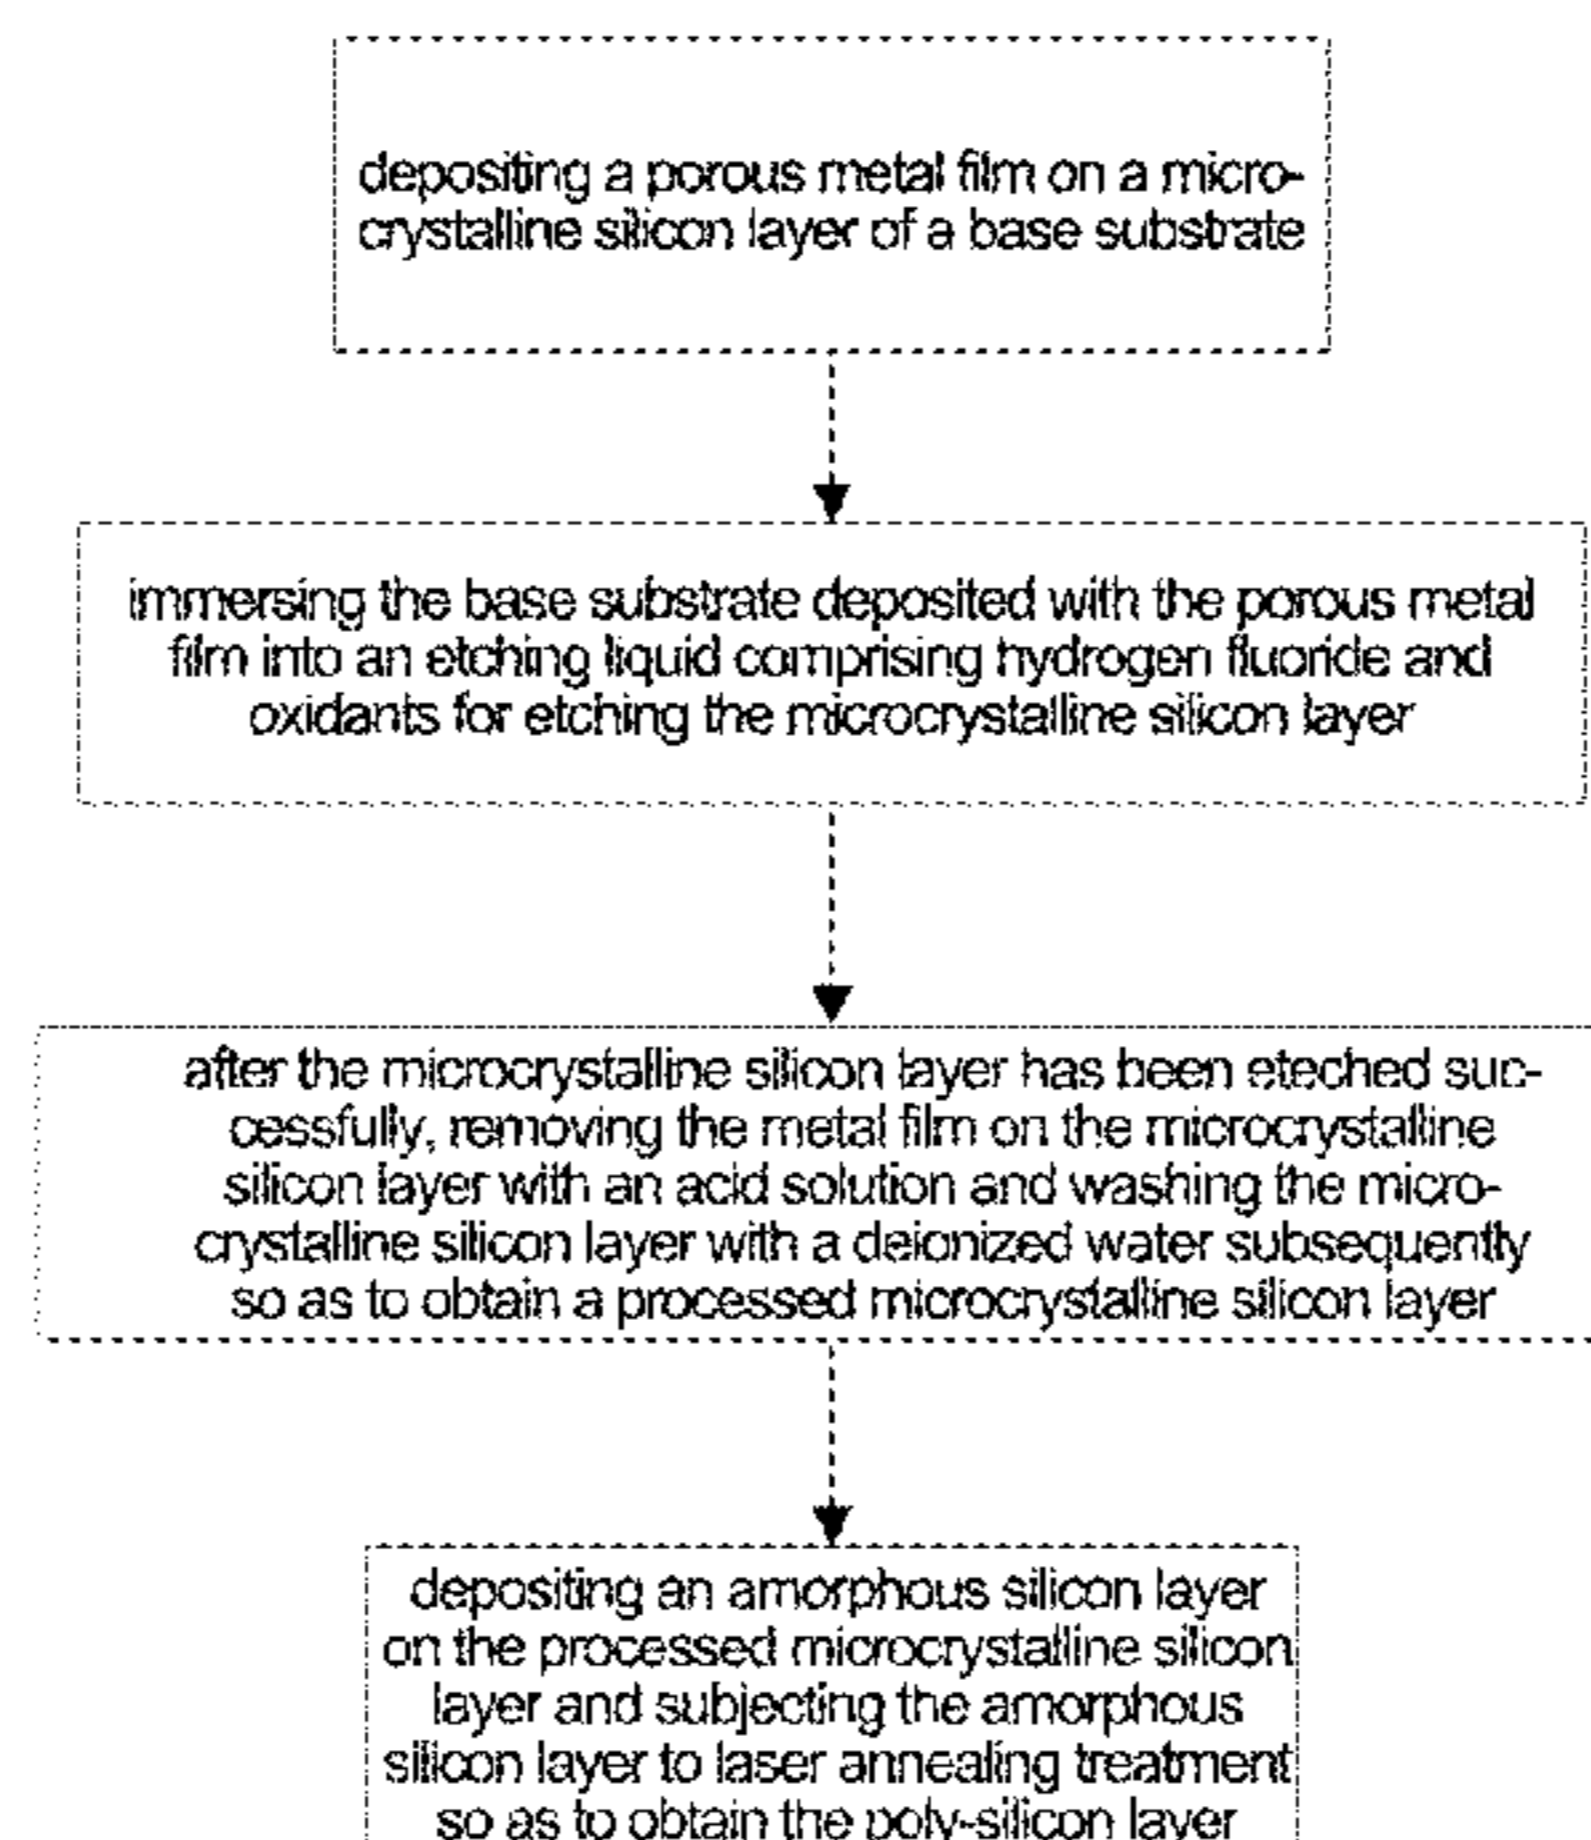 depositing a porous metal film on a micro-
crystalline silicon layer of a base substrate
immersing the base substrate deposited with the porous metal
film into an etching liquid comprising hydrogen fluoride and
oxidants for etching the microcrystalline silicon layer
after the microcrystalline silicon layer has been eteched suc-
cessfully, removing the metal film on the microcrystalline
silicon layer with an acid solution and washing the micro-
crystalline silicon layer with a deionized water subsequently
so as to obtain a processed microcrystalline silicon layer
depositing an amorphous silicon layer
on the processed microcrystalline silicon
layer and subjecting the amorphous
silicon layer to laser annealing treatment
so as to obtain the poly-silicon layer